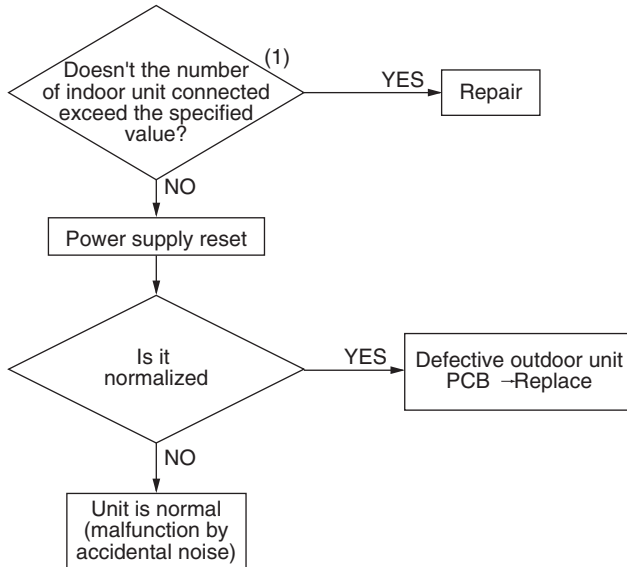 (1)
Doesn't the number
of indoor unit connected
exceed the specified
value?
YES
Repair
NO
Power supply reset
Is it
normalized
YES
Defective outdoor unit
PCB →Replace
NO
Unit is normal
(malfunction by
accidental noise)